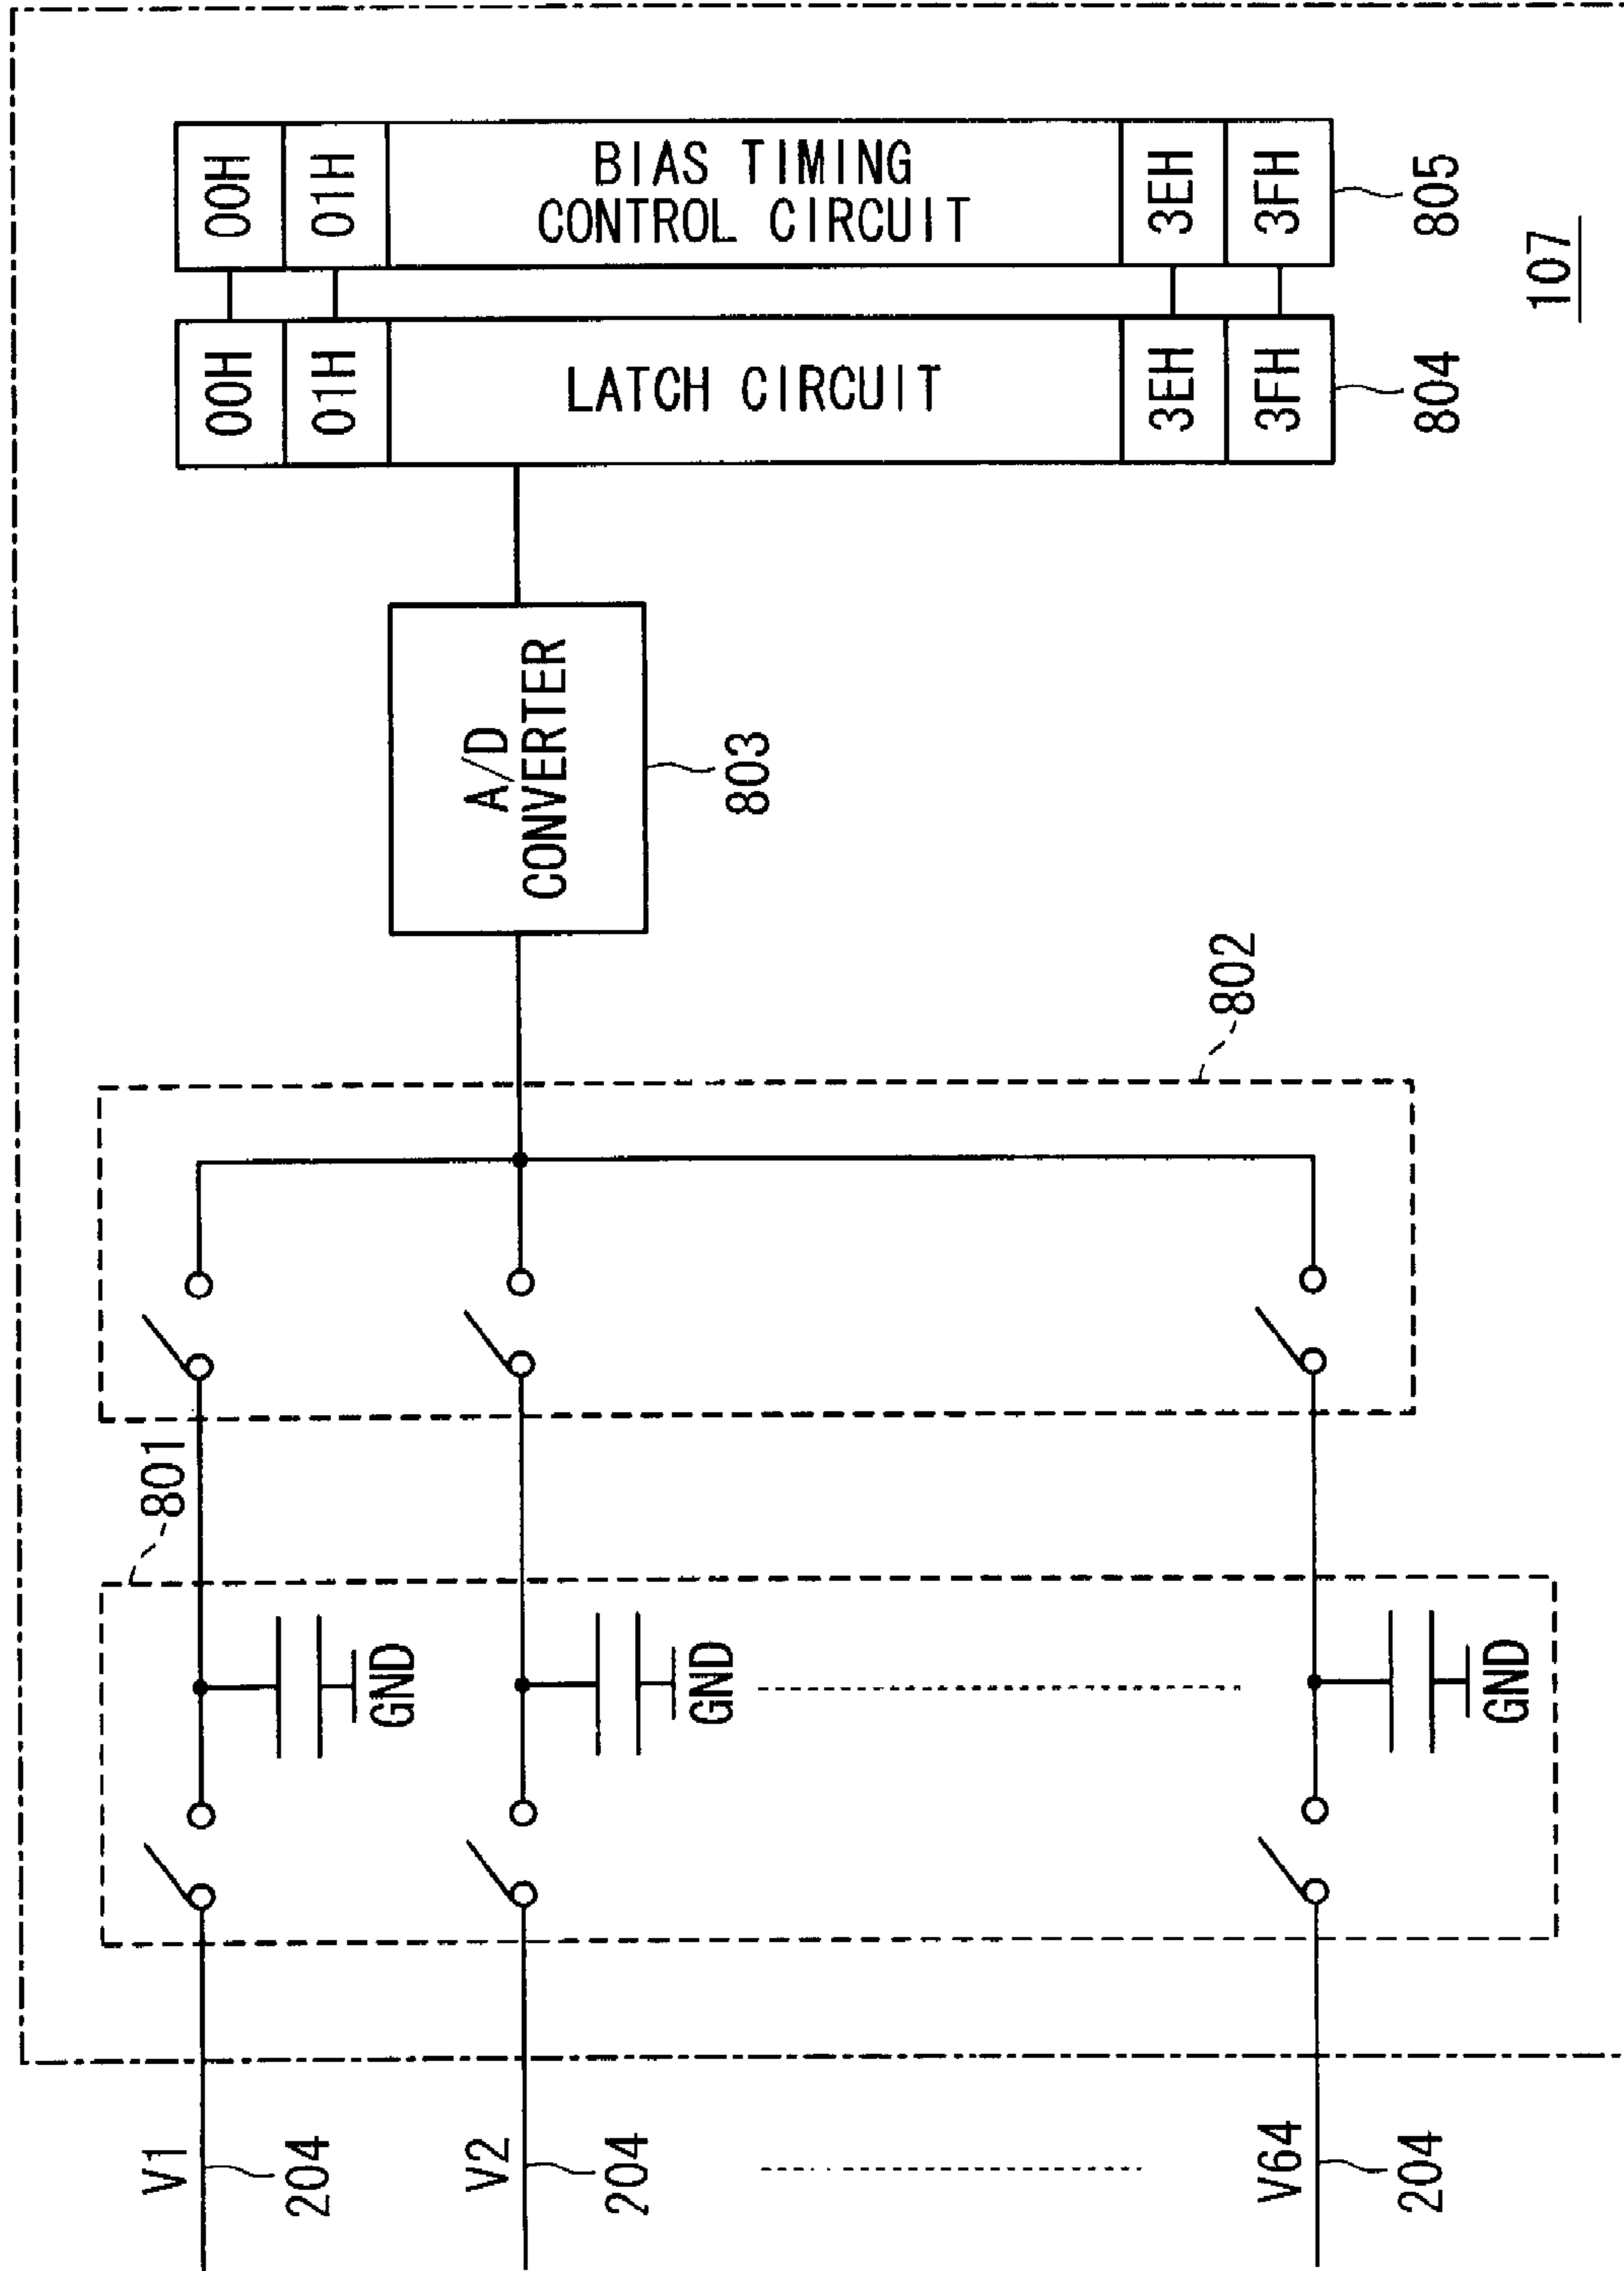 V1
204
V2
204
V64
204
801
GND
GND
GND
802
A/D
CONVERTER
803
00H
01H
LATCH CIRCUIT
3EH
3FH
804
00H
01H
BIAS TIMING
CONTROL CIRCUIT
3EH
3FH
805
107